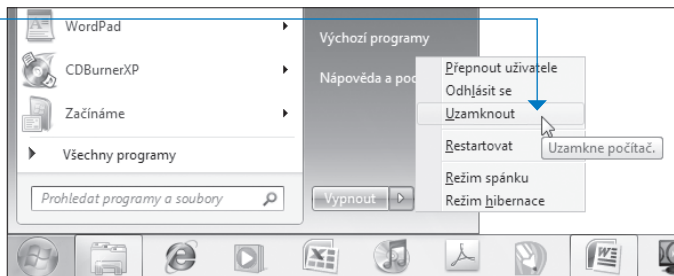 WordPad
CDBurnerXP
Začínáme
Všechny programy
Prohledat programy a soubory
Výchozí programy
Nápověda a pod
Vypnout
Přepnout uživatele
Odhlásit se
Uzamknout
Restartovat
Uzamkne počítač.
Režim spánku
Režim hibernace